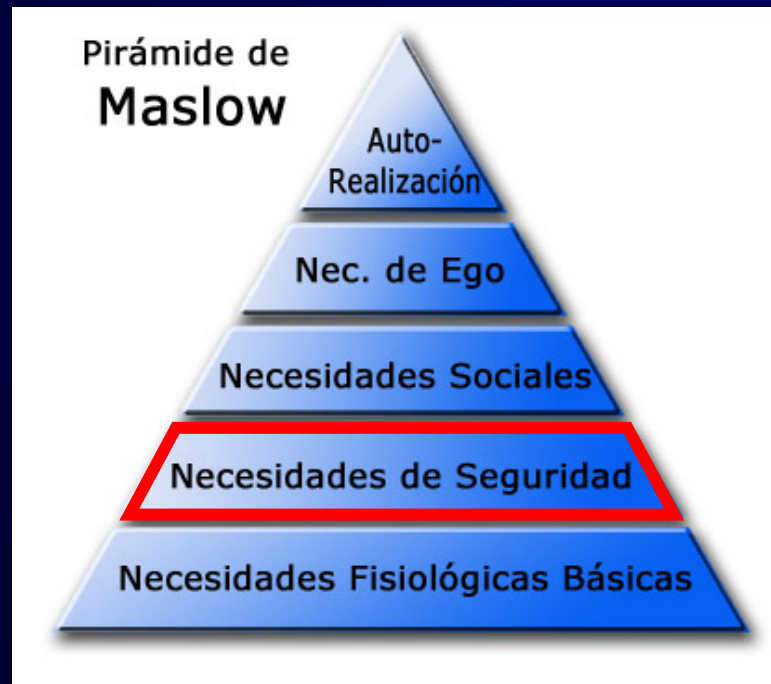 Pirámide de
Maslow
Auto-
Realización
Nec. de Ego
Necesidades Sociales
Necesidades de Seguridad
Necesidades Fisiológicas Básicas